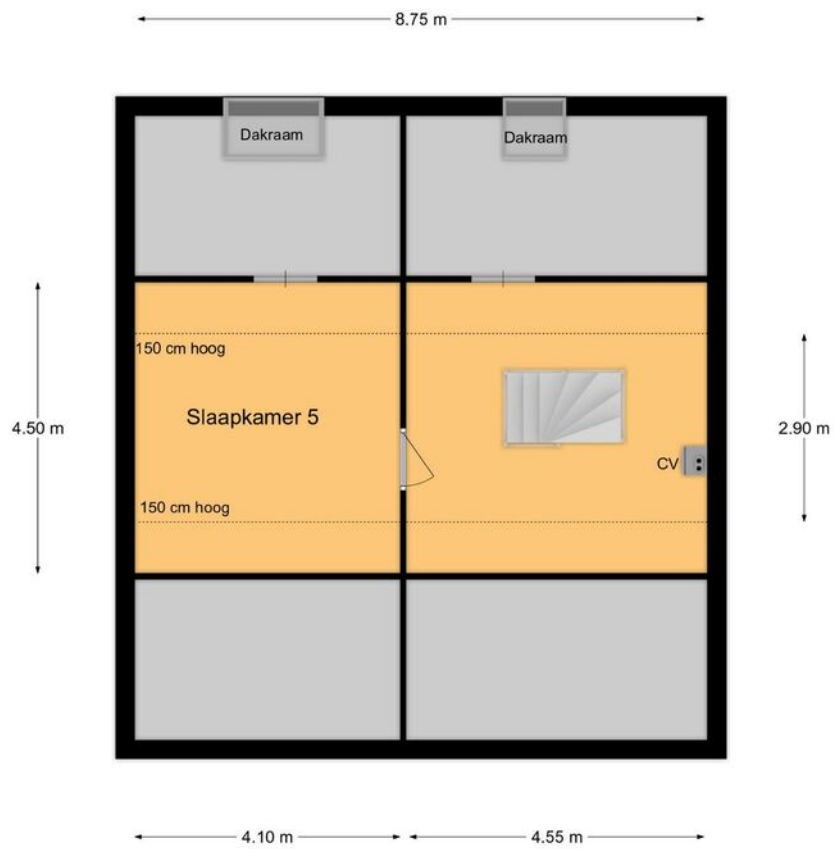 8.75 m
Dakraam
Dakraam
150 cm hoog
Slaapkamer 5
4.50 m
2.90 m
CV
150 cm hoog
4.10 m
4.55 m